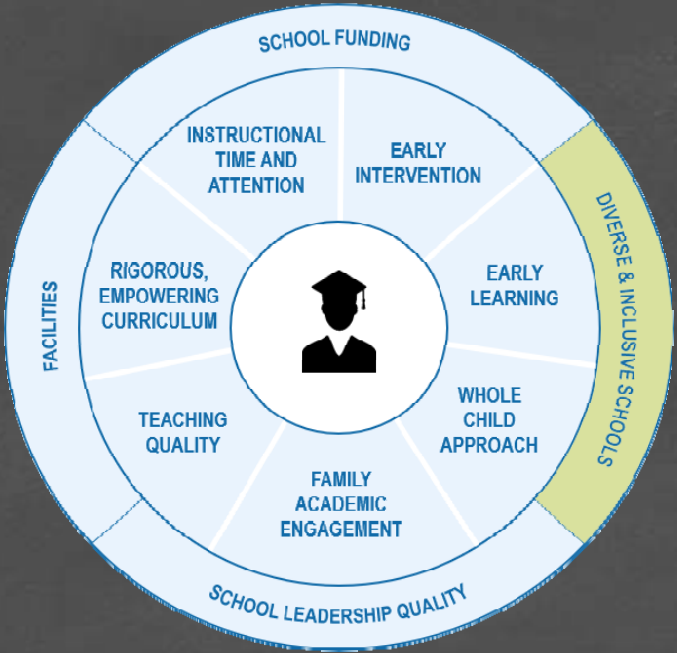 SCHOOL FUNDING
INSTRUCTIONAL
TIME AND
ATTENTION
EARLY
INTERVENTION
RIGOROUS,
EMPOWERING
CURRICULUM
EARLY
LEARNING
TEACHING
QUALITY
WHOLE
CHILD
APPROACH
FAMILY
ACADEMIC
ENGAGEMENT
FACILITIES
DIVERSE & INCLUSIVE SCHOOLS
SCHOOL LEADERSHIP QUALITY